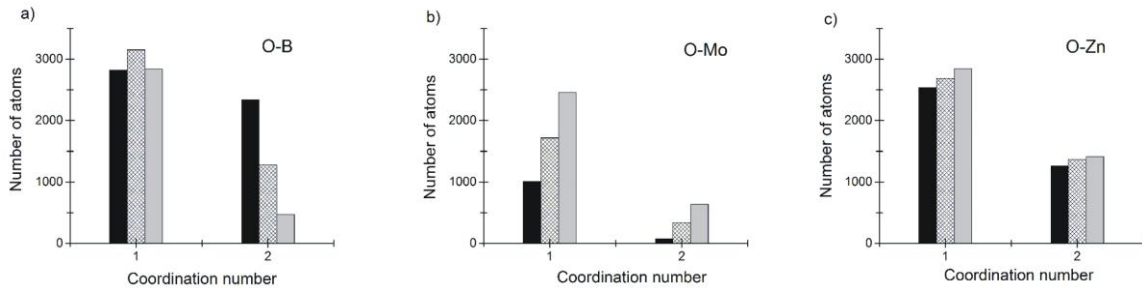 a)
O-B
Number of atoms
3000
2000
1000
0
1
2
Coordination number
b)
O-Mo
Number of atoms
3000
2000
1000
0
1
2
Coordination number
c)
O-Zn
Number of atoms
3000
2000
1000
0
1
2
Coordination number